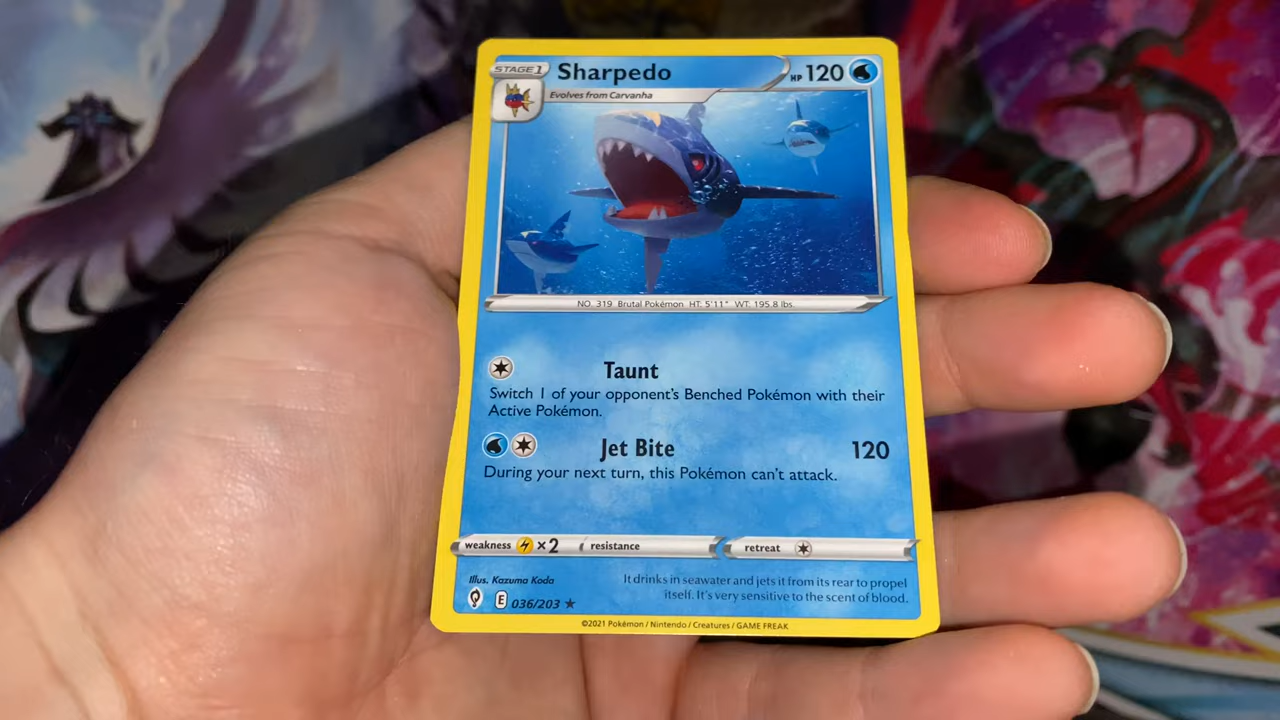 STAGE 1 Sharpedo HP 120
Evolves from Carvanha
NO. 319 Brutal Pokémon HT: 5'11" WT: 195.8 lbs.
Taunt
Switch 1 of your opponent's Benched Pokémon with their
Active Pokémon.
Jet Bite 120
During your next turn, this Pokémon can't attack.
weakness ×2 resistance retreat
Illus. Kazuma Koda
It drinks in seawater and jets it from its rear to propel
itself. It's very sensitive to the scent of blood.
E 036/203 ★
©2021 Pokémon / Nintendo / Creatures / GAME FREAK